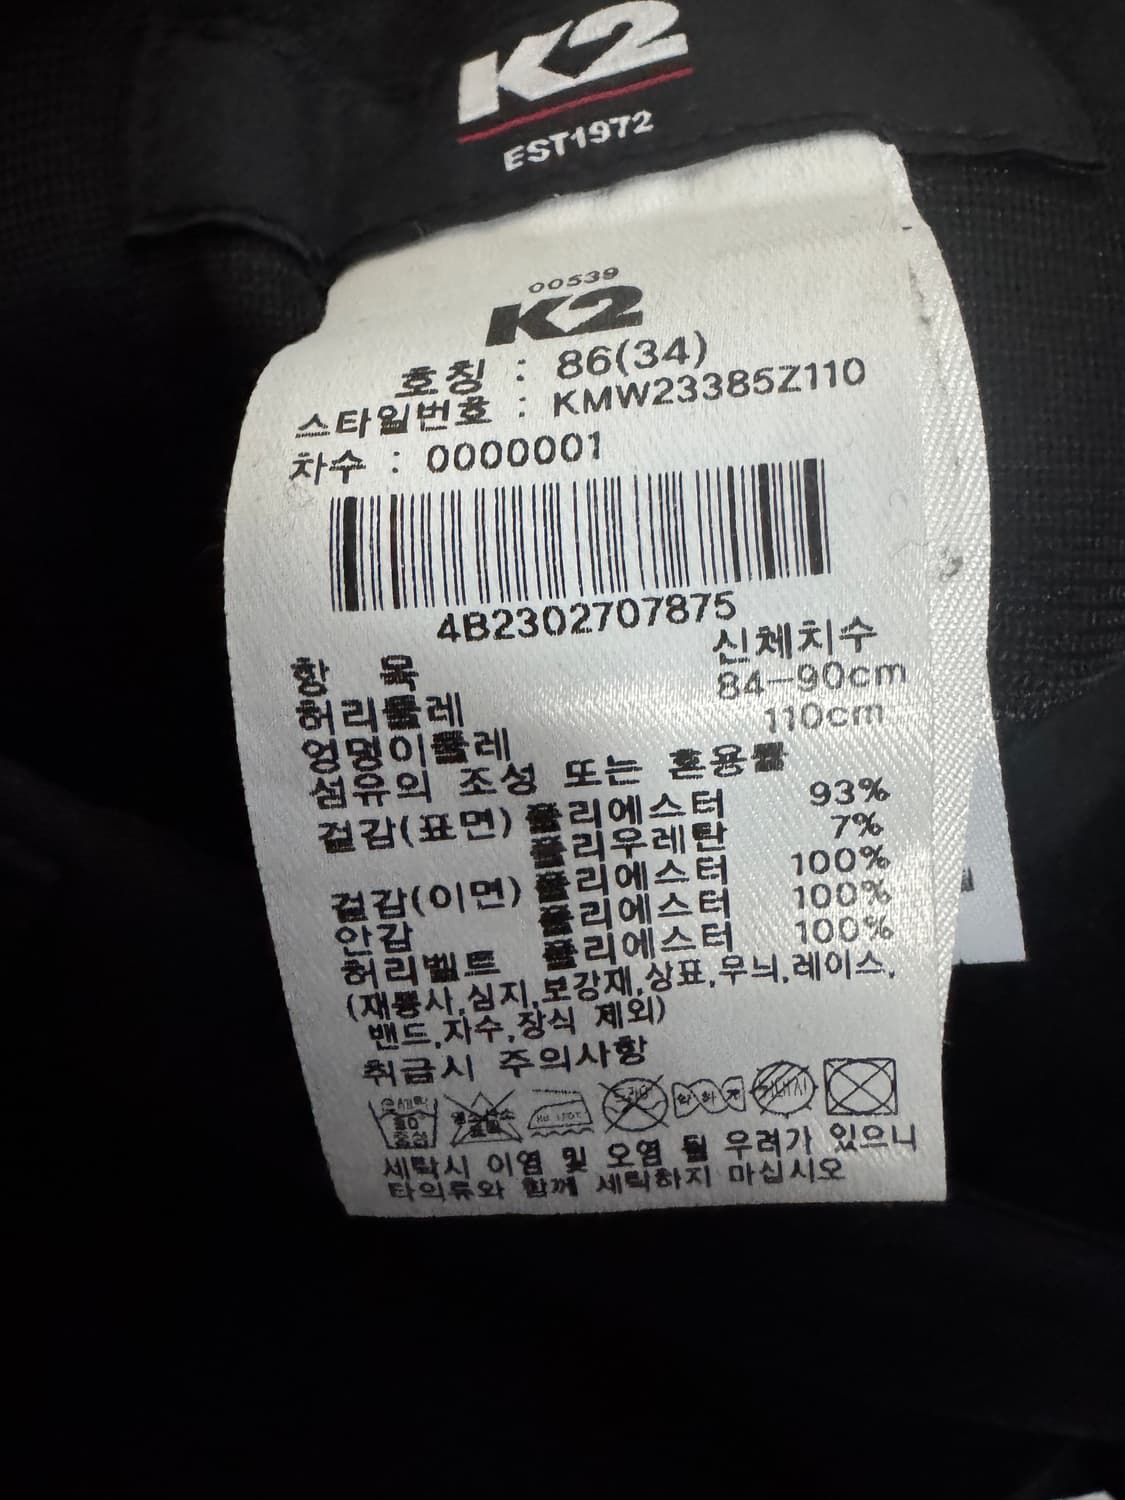 K2
EST1972
00539
K2
호칭 : 86(34)
스타일번호 : KMW23385Z110
차수 : 0000001
4B2302707875
항 목 신체치수
허리둘레 84-90cm
엉덩이둘레 110cm
섬유의 조성 또는 혼용률
겉감(표면) 폴리에스터 93%
폴리우레탄 7%
겉감(이면) 폴리에스터 100%
안감 폴리에스터 100%
허리벨트 폴리에스터 100%
(재봉사,심지,보강재,상표,무늬,레이스,
밴드,자수,장식 제외)
취급시 주의사항
세탁시 이염 및 오염 될 우려가 있으니
타의류와 함께 세탁하지 마십시오